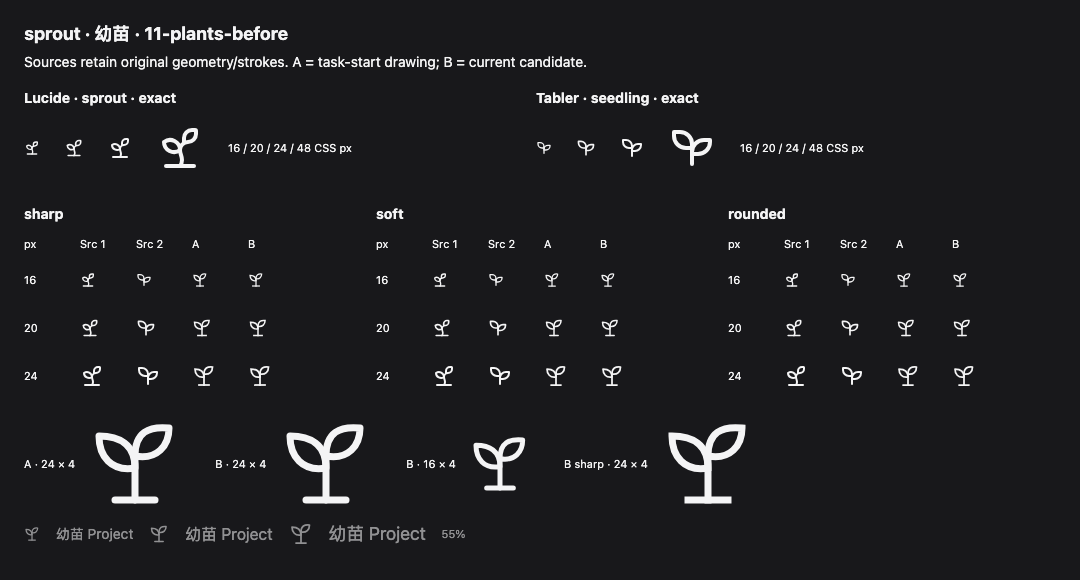 sprout · 幼苗 · 11-plants-before
Sources retain original geometry/strokes. A = task-start drawing; B = current candidate.
Lucide · sprout · exact
Tabler · seedling · exact
16 / 20 / 24 / 48 CSS px
16 / 20 / 24 / 48 CSS px
sharp
soft
rounded
px Src 1 Src 2 A B
px Src 1 Src 2 A B
px Src 1 Src 2 A B
16
16
16
20
20
20
24
24
24
A · 24 × 4
B · 24 × 4
B · 16 × 4
B sharp · 24 × 4
幼苗 Project
幼苗 Project
幼苗 Project
55%